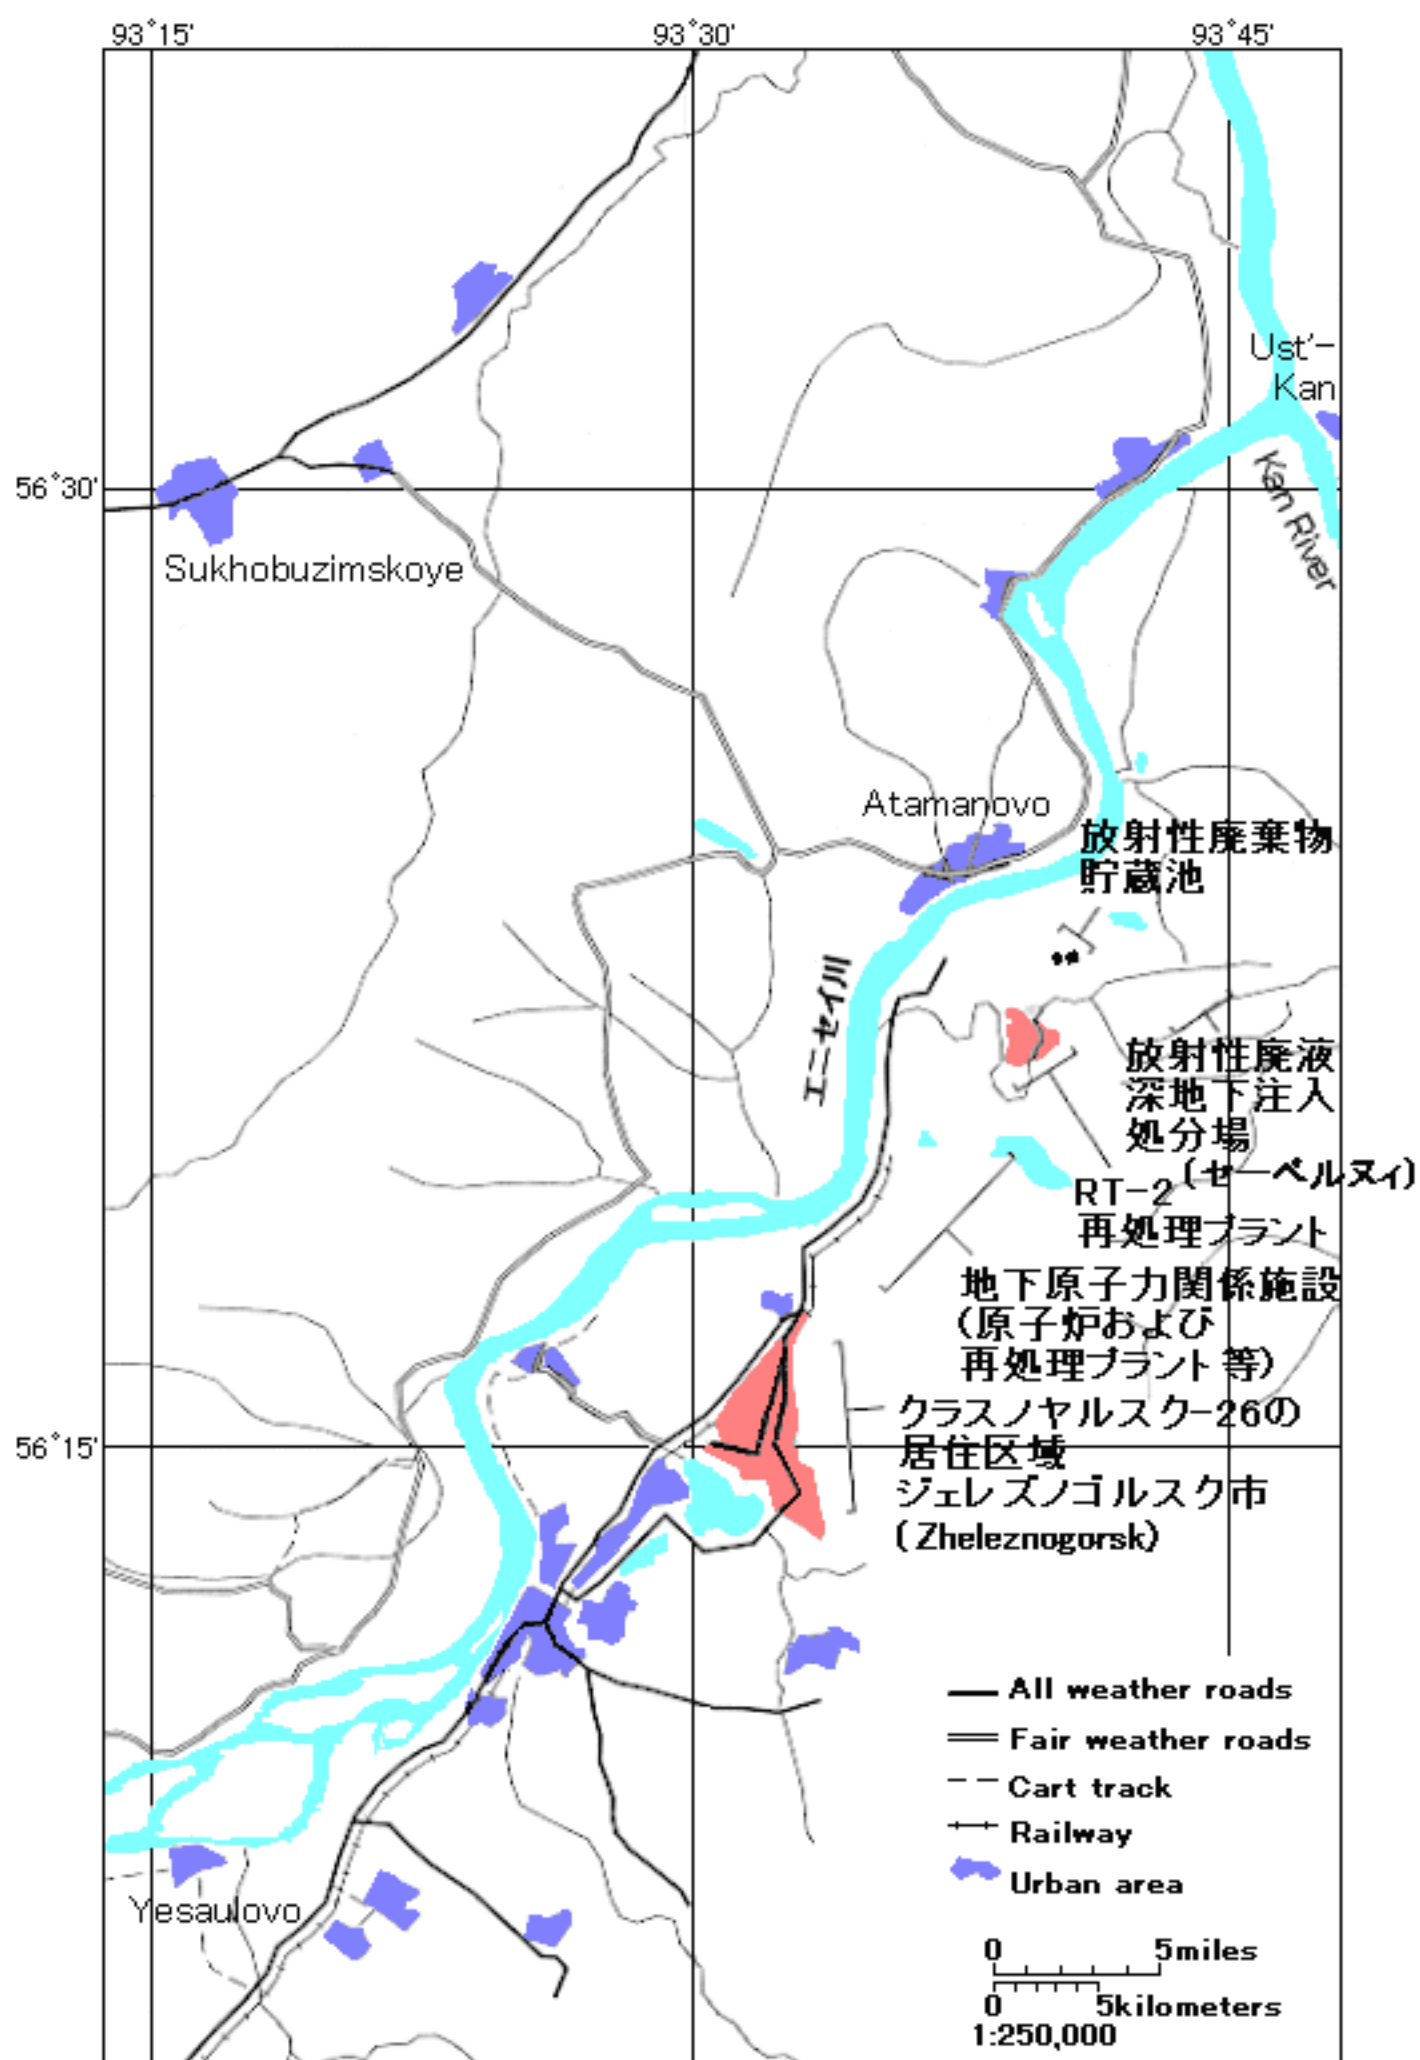 93°15'
93°30'
93°45'
Ust'-
Kan
56°30'
Kan River
Sukhobuzimskoye
Atamanovo
放射性廃棄物
貯蔵池
エニセイ川
放射性廃液
深地下注入
処分場
(セーベルヌィ)
RT-2
再処理プラント
地下原子力関係施設
(原子炉および
再処理プラント等)
クラスノヤルスク-26の
56°15'
居住区域
ジェレズノゴルスク市
(Zheleznogorsk)
All weather roads
Fair weather roads
Cart track
Railway
Urban area
Yesaulovo
0 5miles
0 5kilometers
1:250,000